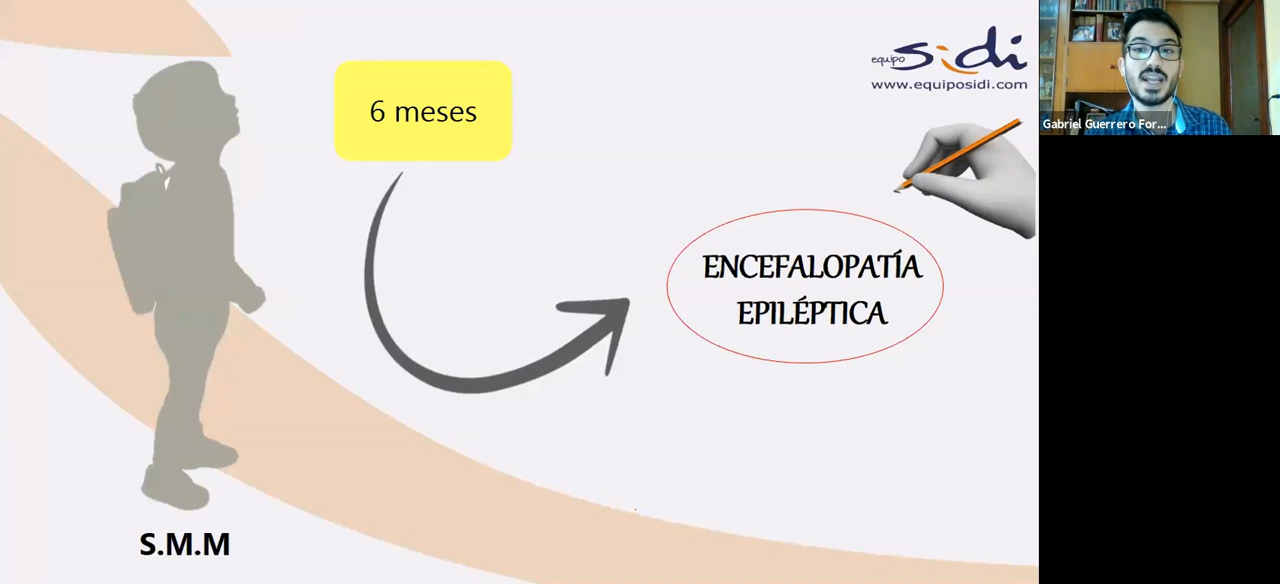 6 meses
equipo sidi
www.equiposidi.com
Gabriel Guerrero For...
ENCEFALOPATÍA
EPILÉPTICA
S.M.M